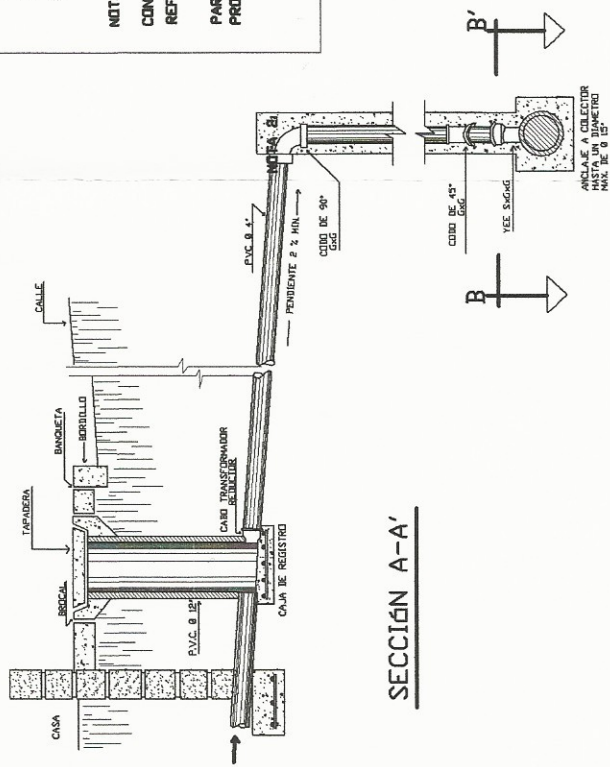 NOT
CON
REF
PAR
PRO
CASA
BROCAL
TAPADERA
BANQUETA
BORDILLO
CALLE
P.V.C. Ø 12"
CABO TRANSFORMADOR
REDUCTOR
CAJA DE REGISTRO
P.V.C. Ø 4"
PENDIENTE 2 % MIN.
NOTA 2:
CODO DE 90°
GxG
CODO DE 45°
GxG
YEE SxGxG
B
B'
ANCLAJE A COLECTOR
HASTA UN DIAMETRO
MAX. DE Ø 15"
SECCIÓN A-A'